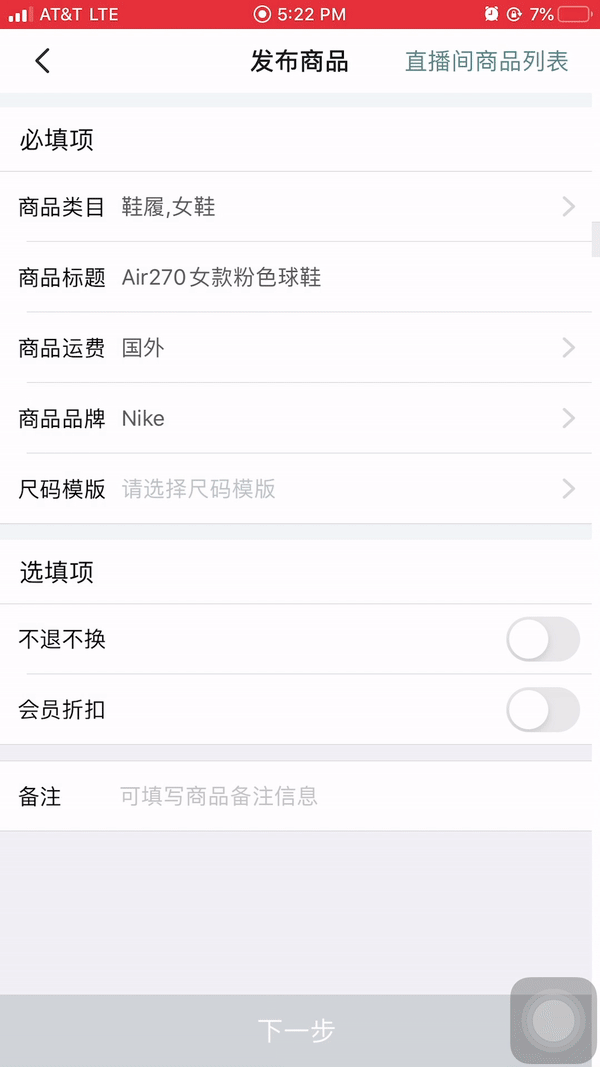 AT&T LTE 5:22 PM 7%
发布商品 直播间商品列表
必填项
商品类目 鞋履,女鞋
商品标题 Air270女款粉色球鞋
商品运费 国外
商品品牌 Nike
尺码模版 请选择尺码模版
选填项
不退不换
会员折扣
备注 可填写商品备注信息
下一步